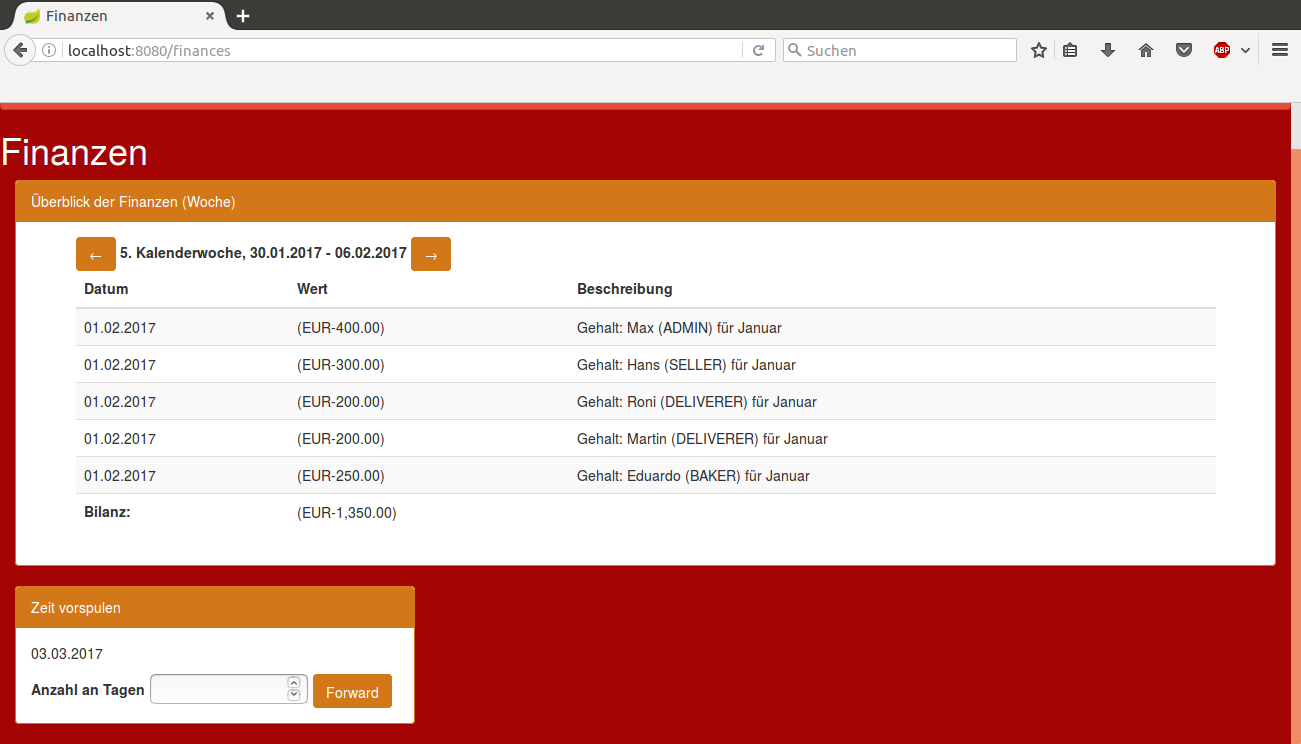 Finanzen
localhost:8080/finances
Suchen
ABP
Finanzen
Überblick der Finanzen (Woche)
← 5. Kalenderwoche, 30.01.2017 - 06.02.2017 →
Datum Wert Beschreibung
01.02.2017 (EUR-400.00) Gehalt: Max (ADMIN) für Januar
01.02.2017 (EUR-300.00) Gehalt: Hans (SELLER) für Januar
01.02.2017 (EUR-200.00) Gehalt: Roni (DELIVERER) für Januar
01.02.2017 (EUR-200.00) Gehalt: Martin (DELIVERER) für Januar
01.02.2017 (EUR-250.00) Gehalt: Eduardo (BAKER) für Januar
Bilanz: (EUR-1,350.00)
Zeit vorspulen
03.03.2017
Anzahl an Tagen Forward